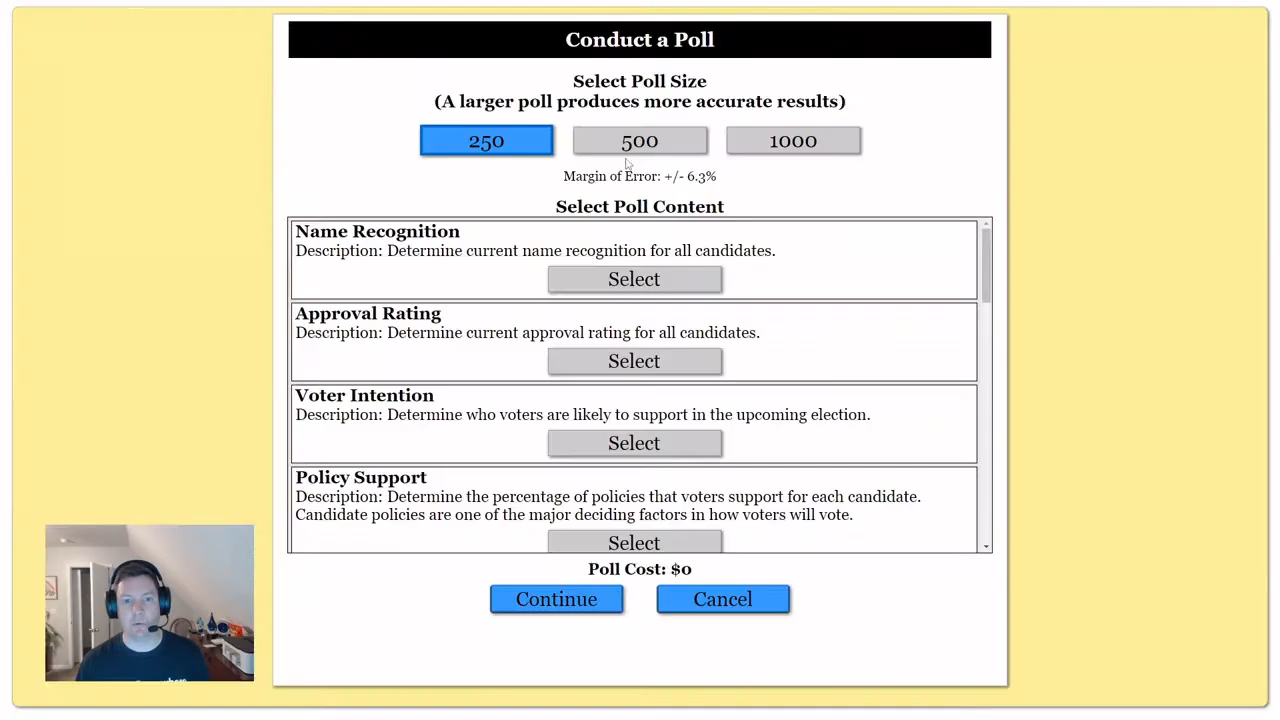 Conduct a Poll
Select Poll Size
(A larger poll produces more accurate results)
250
500
1000
Margin of Error: +/- 6.3%
Select Poll Content
Name Recognition
Description: Determine current name recognition for all candidates.
Select
Approval Rating
Description: Determine current approval rating for all candidates.
Select
Voter Intention
Description: Determine who voters are likely to support in the upcoming election.
Select
Policy Support
Description: Determine the percentage of policies that voters support for each candidate.
Candidate policies are one of the major deciding factors in how voters will vote.
Select
Poll Cost: $0
Continue
Cancel